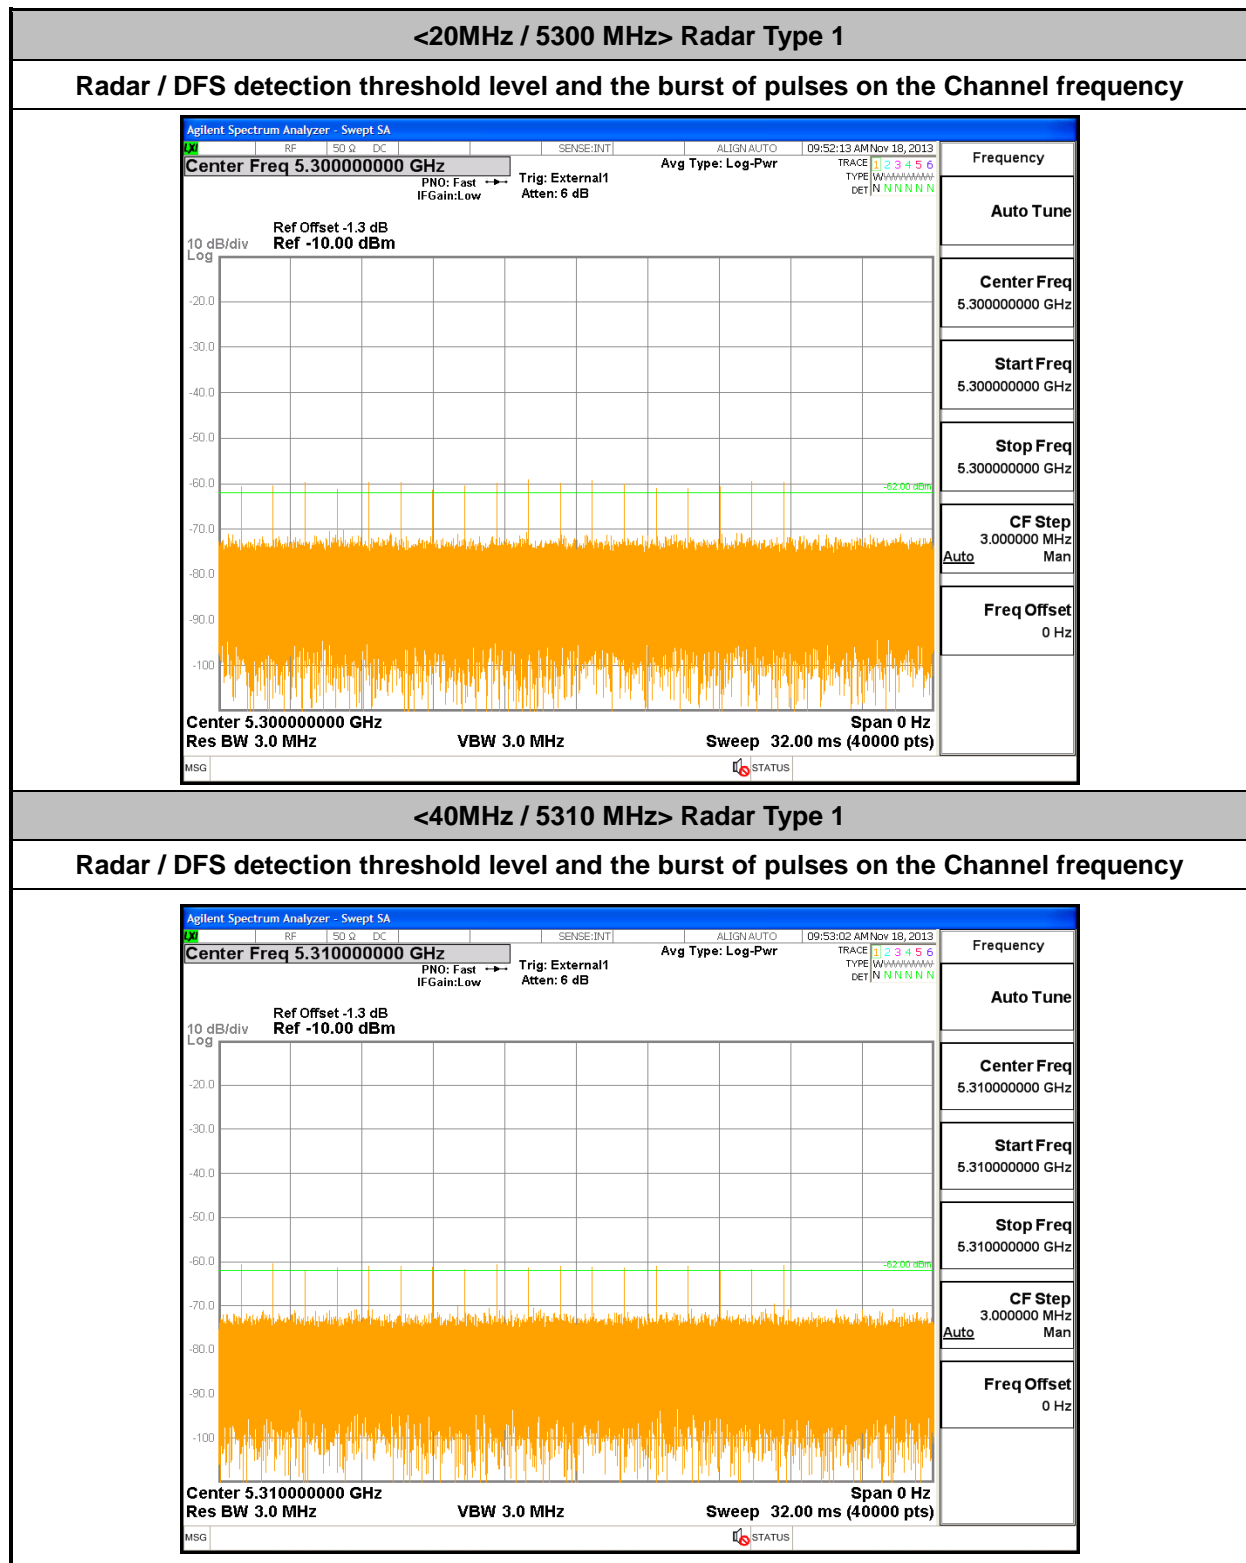 <20MHz / 5300 MHz> Radar Type 1
Radar / DFS detection threshold level and the burst of pulses on the Channel frequency
Agilent Spectrum Analyzer - Swept SA
LXI RF 50 Ω DC SENSE:INT ALIGN AUTO 09:52:13 AM Nov 18, 2013
Center Freq 5.300000000 GHz
PNO: Fast
IFGain:Low
Trig: External1
Atten: 6 dB
Avg Type: Log-Pwr
TRACE 1 2 3 4 5 6
TYPE WWWWWWW
DET N N N N N N
Ref Offset -1.3 dB
10 dB/div Ref -10.00 dBm
Log
-20.0
-30.0
-40.0
-50.0
-60.0
-62.00 dBm
-70.0
-80.0
-90.0
-100
Center 5.300000000 GHz Span 0 Hz
Res BW 3.0 MHz VBW 3.0 MHz Sweep 32.00 ms (40000 pts)
MSG STATUS
Frequency
Auto Tune
Center Freq
5.300000000 GHz
Start Freq
5.300000000 GHz
Stop Freq
5.300000000 GHz
CF Step
3.000000 MHz
Auto Man
Freq Offset
0 Hz
<40MHz / 5310 MHz> Radar Type 1
Radar / DFS detection threshold level and the burst of pulses on the Channel frequency
Agilent Spectrum Analyzer - Swept SA
LXI RF 50 Ω DC SENSE:INT ALIGN AUTO 09:53:02 AM Nov 18, 2013
Center Freq 5.310000000 GHz
PNO: Fast
IFGain:Low
Trig: External1
Atten: 6 dB
Avg Type: Log-Pwr
TRACE 1 2 3 4 5 6
TYPE WWWWWWW
DET N N N N N N
Ref Offset -1.3 dB
10 dB/div Ref -10.00 dBm
Log
-20.0
-30.0
-40.0
-50.0
-60.0
-62.00 dBm
-70.0
-80.0
-90.0
-100
Center 5.310000000 GHz Span 0 Hz
Res BW 3.0 MHz VBW 3.0 MHz Sweep 32.00 ms (40000 pts)
MSG STATUS
Frequency
Auto Tune
Center Freq
5.310000000 GHz
Start Freq
5.310000000 GHz
Stop Freq
5.310000000 GHz
CF Step
3.000000 MHz
Auto Man
Freq Offset
0 Hz